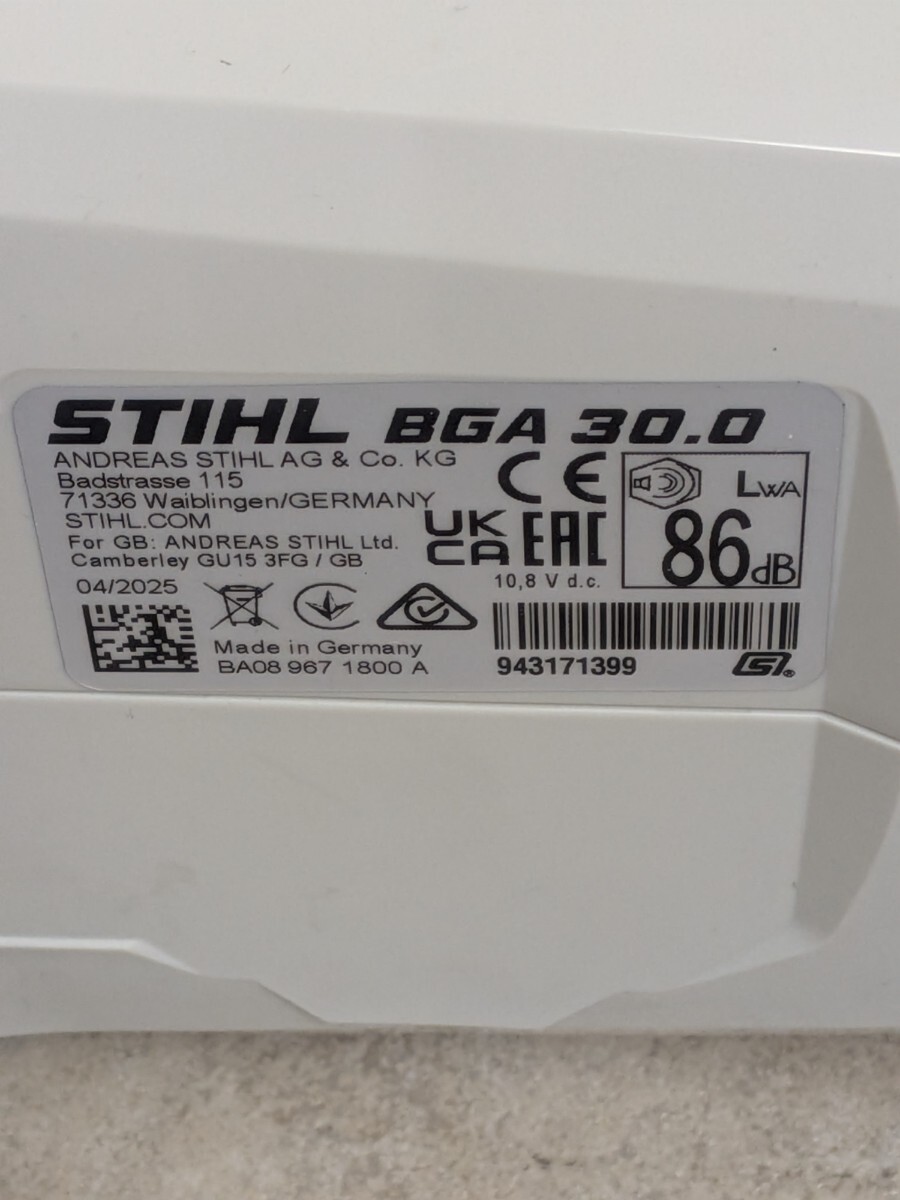 STIHL BGA 30.0
ANDREAS STIHL AG & Co. KG
Badstrasse 115
71336 Waiblingen/GERMANY
STIHL.COM
For GB: ANDREAS STIHL Ltd.
Camberley GU15 3FG / GB
04/2025
CE
UK
CA
EAC
10,8 V d.c.
LWA
86 dB
Made in Germany
BA08 967 1800 A
943171399
®